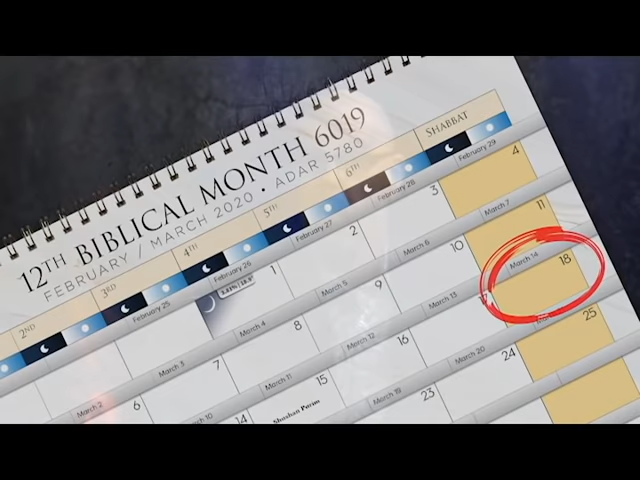 12TH BIBLICAL MONTH 6019
FEBRUARY / MARCH 2020 • ADAR 5780
2ND 3RD 4TH 5TH 6TH SHABBAT
February 25 February 26 February 27 February 28 February 29
1 2 3 4
March 2 March 3 March 4 March 5 March 6 March 7
6 7 8 9 10 11
March 11 March 12 March 13 March 14
14 15 16 18
Shushan Purim
March 18 March 20
23 24 25